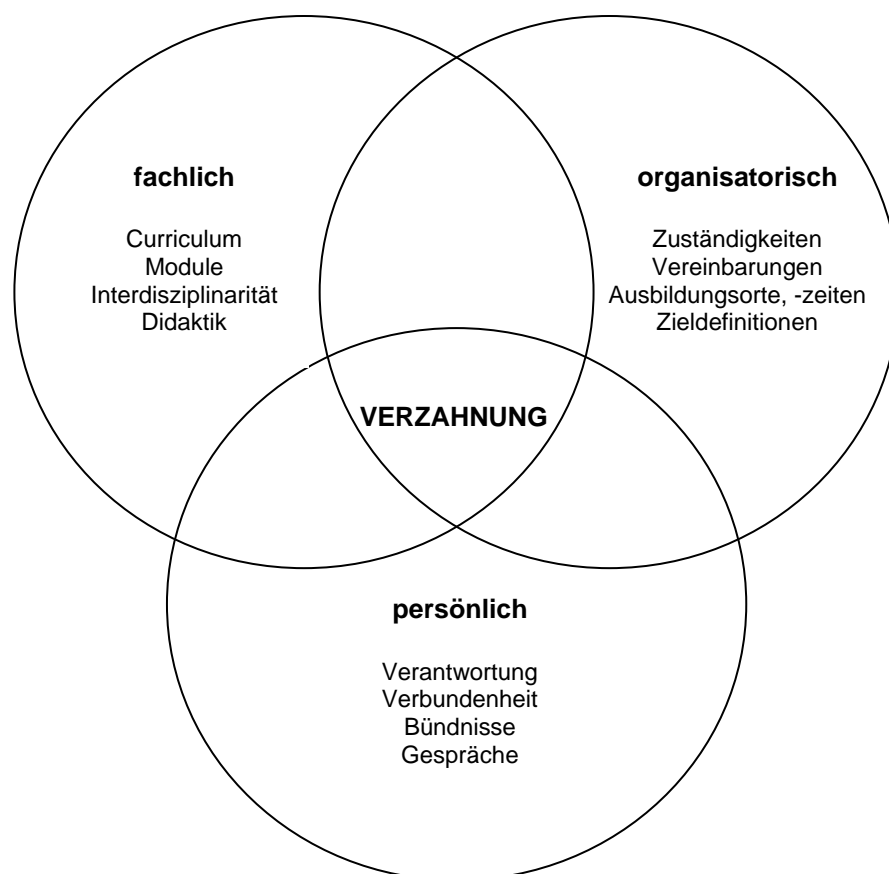 fachlich
Curriculum
Module
Interdisziplinarität
Didaktik
organisatorisch
Zuständigkeiten
Vereinbarungen
Ausbildungsorte, -zeiten
Zieldefinitionen
VERZAHNUNG
persönlich
Verantwortung
Verbundenheit
Bündnisse
Gespräche